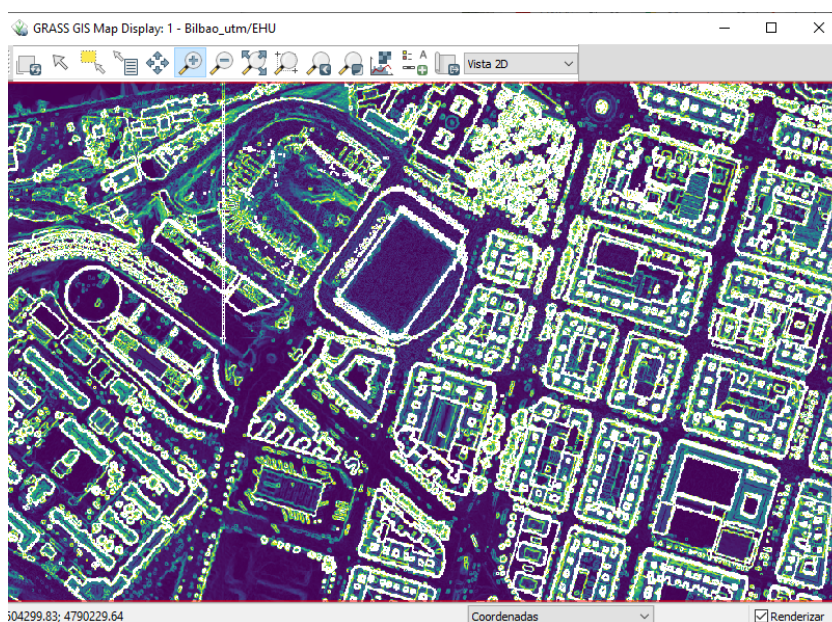 GRASS GIS Map Display: 1 - Bilbao_utm/EHU
Vista 2D
504299.83; 4790229.64
Coordenadas
Renderizar